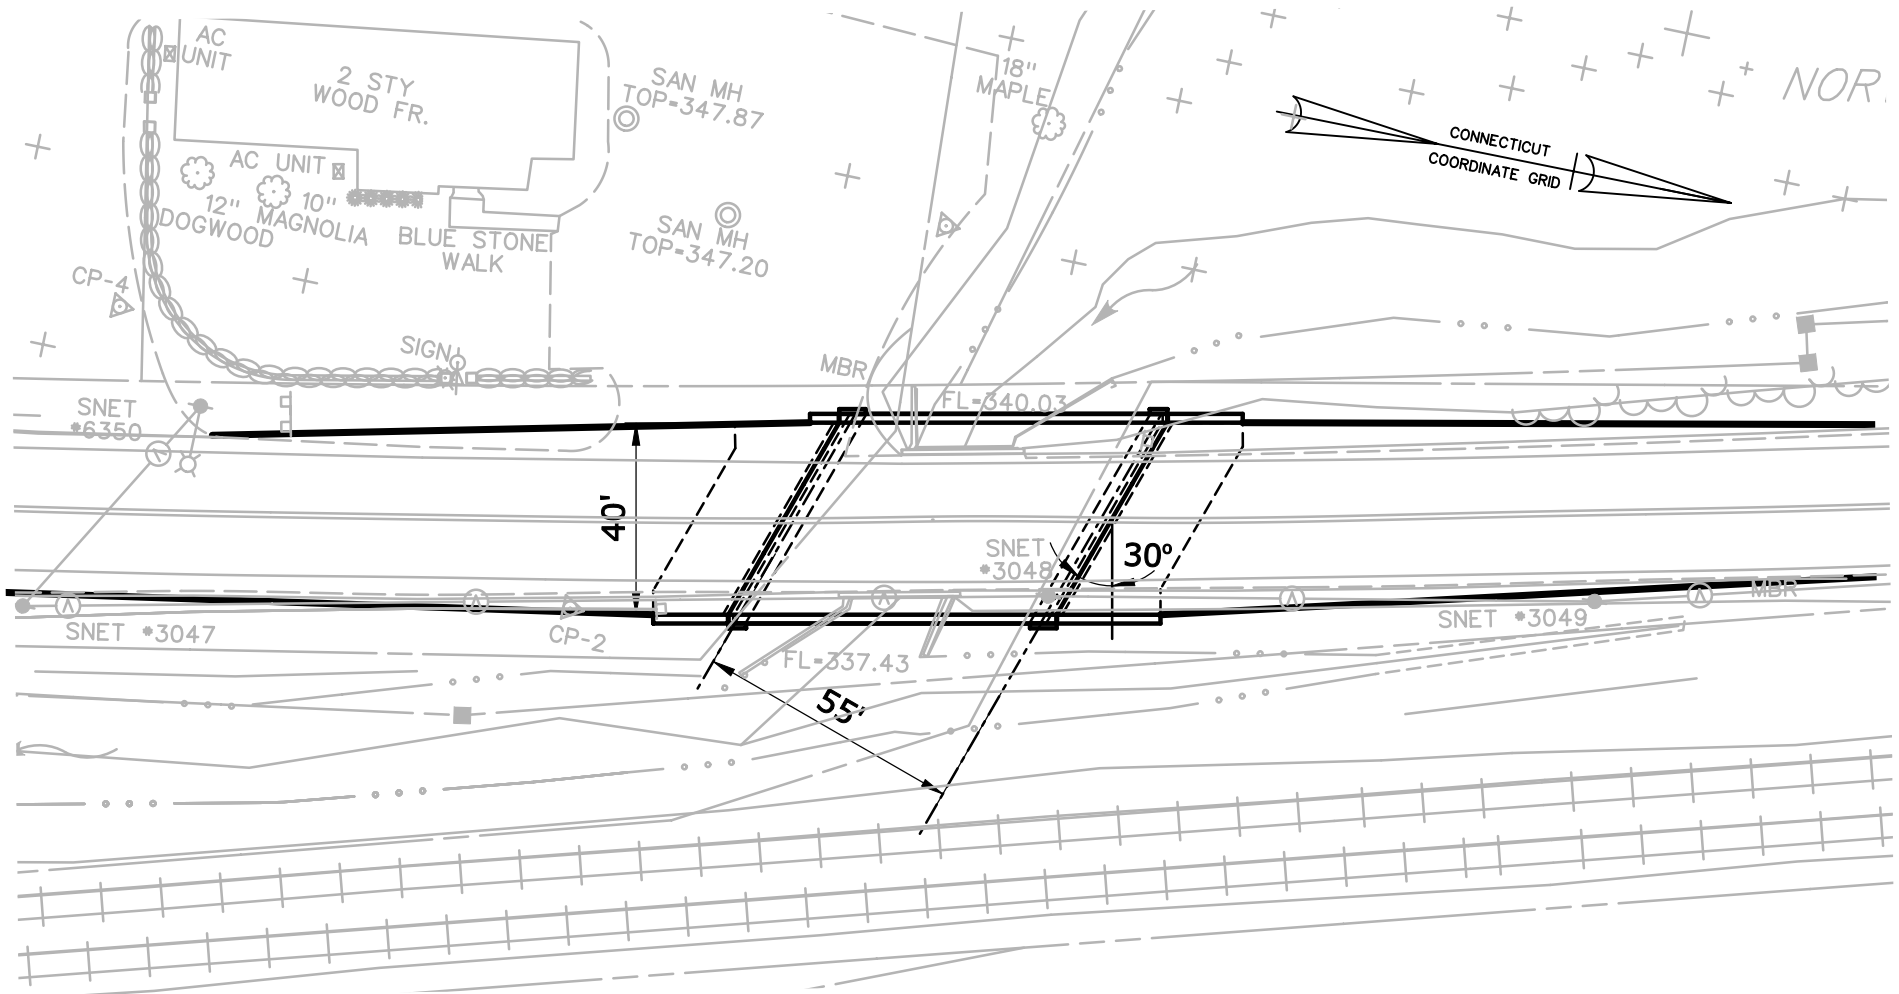 AC
UNIT
2 STY
WOOD FR.
SAN MH
TOP=347.87
18"
MAPLE
NOR
CONNECTICUT
COORDINATE GRID
AC UNIT
12"
DOGWOOD
10"
MAGNOLIA
BLUE STONE
WALK
SAN MH
TOP=347.20
CP-4
SIGN
MBR
SNET
*6350
FL=340.03
40'
SNET
*3048
30°
MBR
SNET *3047
CP-2
SNET *3049
FL=337.43
55'